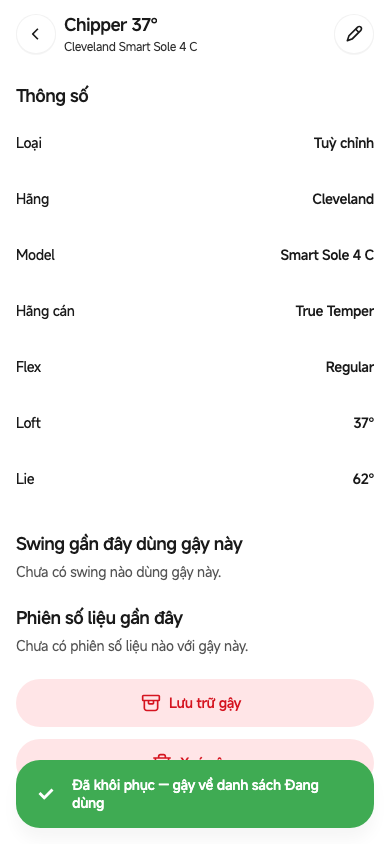 Chipper 37°
Cleveland Smart Sole 4 C
Thông số
Loại Tuỳ chỉnh
Hãng Cleveland
Model Smart Sole 4 C
Hãng cán True Temper
Flex Regular
Loft 37°
Lie 62°
Swing gần đây dùng gậy này
Chưa có swing nào dùng gậy này.
Phiên số liệu gần đây
Chưa có phiên số liệu nào với gậy này.
Lưu trữ gậy
Đã khôi phục — gậy về danh sách Đang
dùng